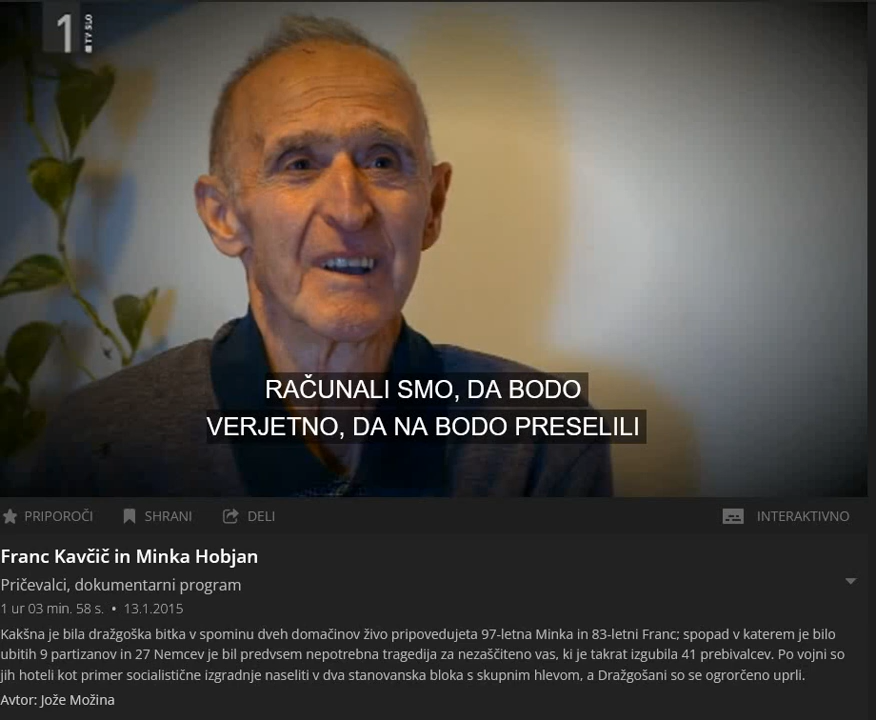 1
TV SLO
RAČUNALI SMO, DA BODO
VERJETNO, DA NA BODO PRESELILI
PRIPOROČI SHRANI DELI INTERAKTIVNO
Franc Kavčič in Minka Hobjan
Pričevalci, dokumentarni program
1 ur 03 min. 58 s. • 13.1.2015
Kakšna je bila dražgoška bitka v spominu dveh domačinov živo pripovedujeta 97-letna Minka in 83-letni Franc; spopad v katerem je bilo
ubitih 9 partizanov in 27 Nemcev je bil predvsem nepotrebna tragedija za nezaščiteno vas, ki je takrat izgubila 41 prebivalcev. Po vojni so
jih hoteli kot primer socialistične izgradnje naseliti v dva stanovanska bloka s skupnim hlevom, a Dražgošani so se ogrorčeno uprli.
Avtor: Jože Možina